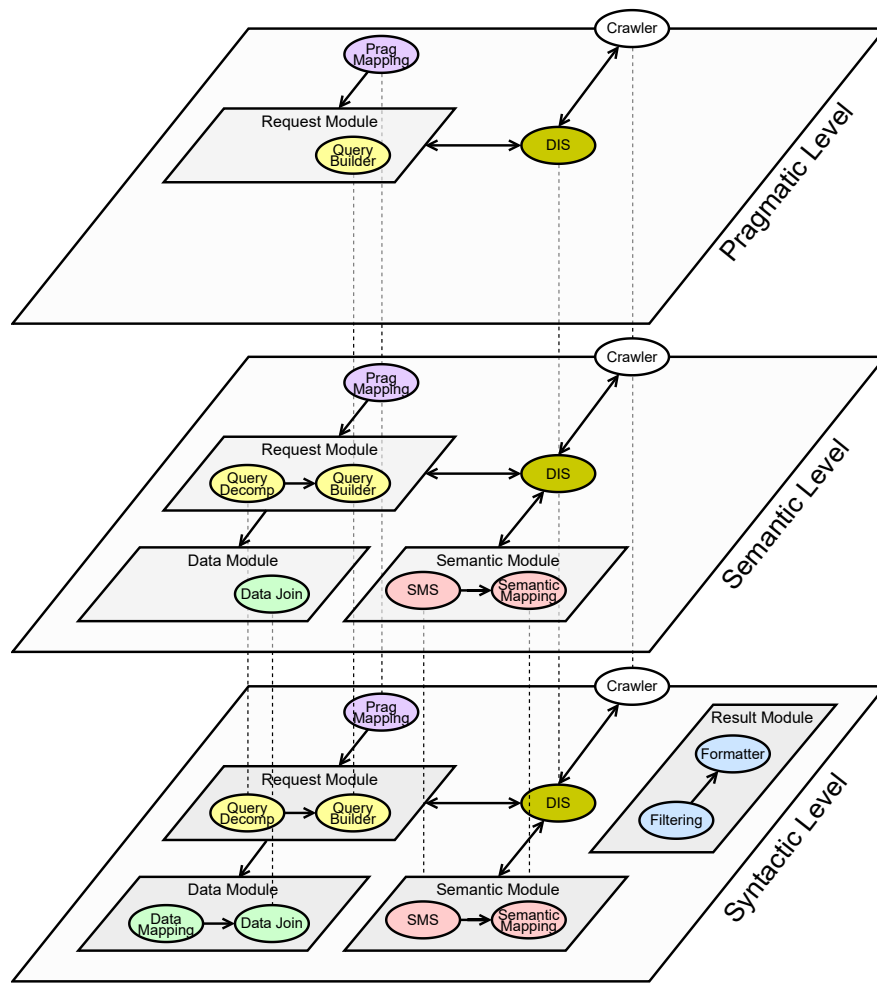 Crawler
Prag
Mapping
Request Module
Query
Builder
DIS
Pragmatic Level
Crawler
Prag
Mapping
Request Module
Query
Decomp
Query
Builder
DIS
Data Module
Data Join
Semantic Module
SMS
Semantic
Mapping
Semantic Level
Crawler
Prag
Mapping
Result Module
Formatter
Filtering
Request Module
Query
Decomp
Query
Builder
DIS
Data Module
Data
Mapping
Data Join
Semantic Module
SMS
Semantic
Mapping
Syntactic Level